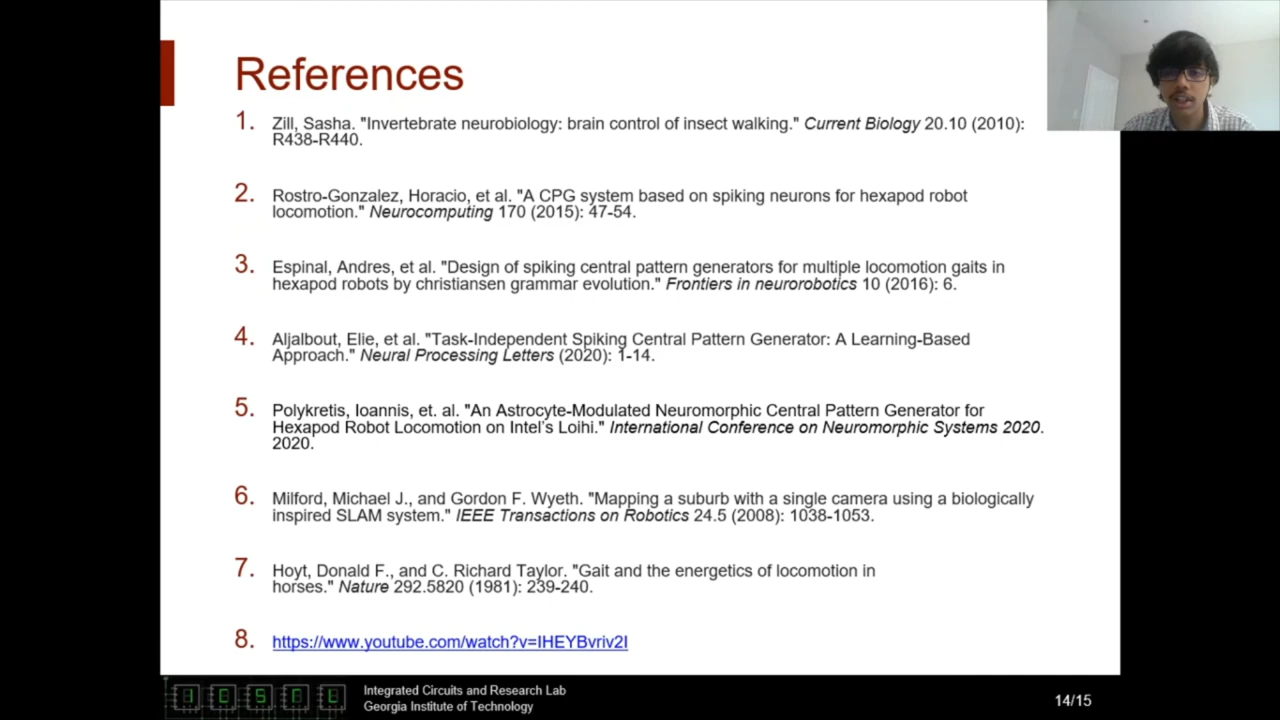 References
1. Zill, Sasha. "Invertebrate neurobiology: brain control of insect walking." Current Biology 20.10 (2010):
R438-R440.
2. Rostro-Gonzalez, Horacio, et al. "A CPG system based on spiking neurons for hexapod robot
locomotion." Neurocomputing 170 (2015): 47-54.
3. Espinal, Andres, et al. "Design of spiking central pattern generators for multiple locomotion gaits in
hexapod robots by christiansen grammar evolution." Frontiers in neurorobotics 10 (2016): 6.
4. Aljalbout, Elie, et al. "Task-Independent Spiking Central Pattern Generator: A Learning-Based
Approach." Neural Processing Letters (2020): 1-14.
5. Polykretis, Ioannis, et. al. "An Astrocyte-Modulated Neuromorphic Central Pattern Generator for
Hexapod Robot Locomotion on Intel's Loihi." International Conference on Neuromorphic Systems 2020.
2020.
6. Milford, Michael J., and Gordon F. Wyeth. "Mapping a suburb with a single camera using a biologically
inspired SLAM system." IEEE Transactions on Robotics 24.5 (2008): 1038-1053.
7. Hoyt, Donald F., and C. Richard Taylor. "Gait and the energetics of locomotion in
horses." Nature 292.5820 (1981): 239-240.
8. https://www.youtube.com/watch?v=IHEYBvriv2I
Integrated Circuits and Research Lab
Georgia Institute of Technology
14/15